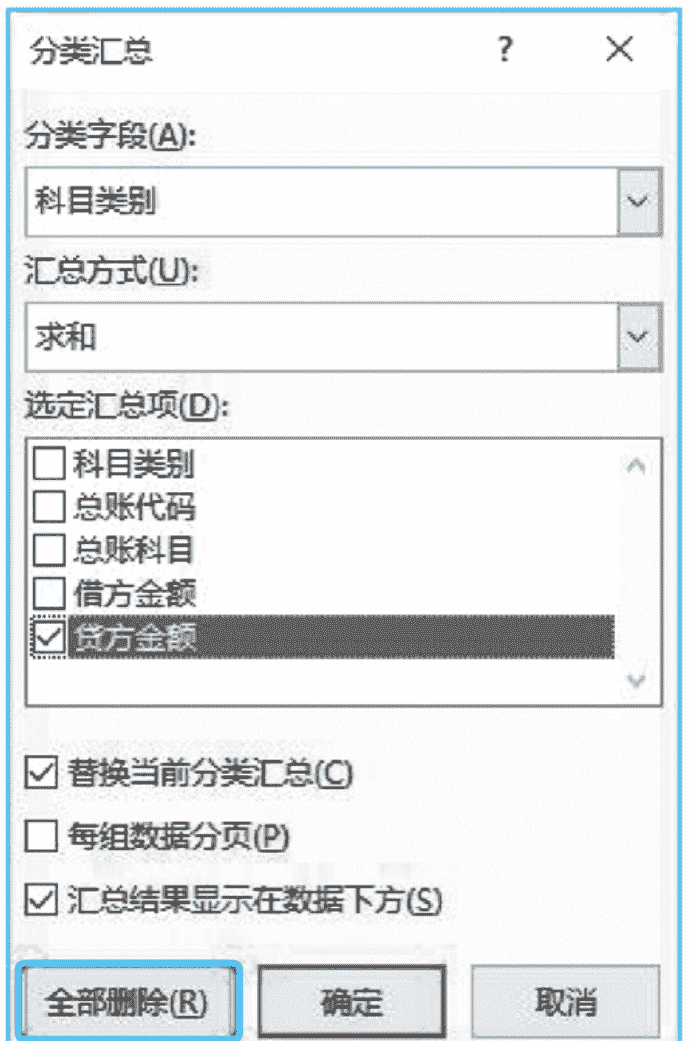 分类汇总 ?
分类字段(A):
科目类别
汇总方式(U):
求和
选定汇总项(D):
科目类别
总账代码
总账科目
借方金额
贷方金额
替换当前分类汇总(C)
每组数据分页(P)
汇总结果显示在数据下方(S)
全部删除(R) 确定 取消